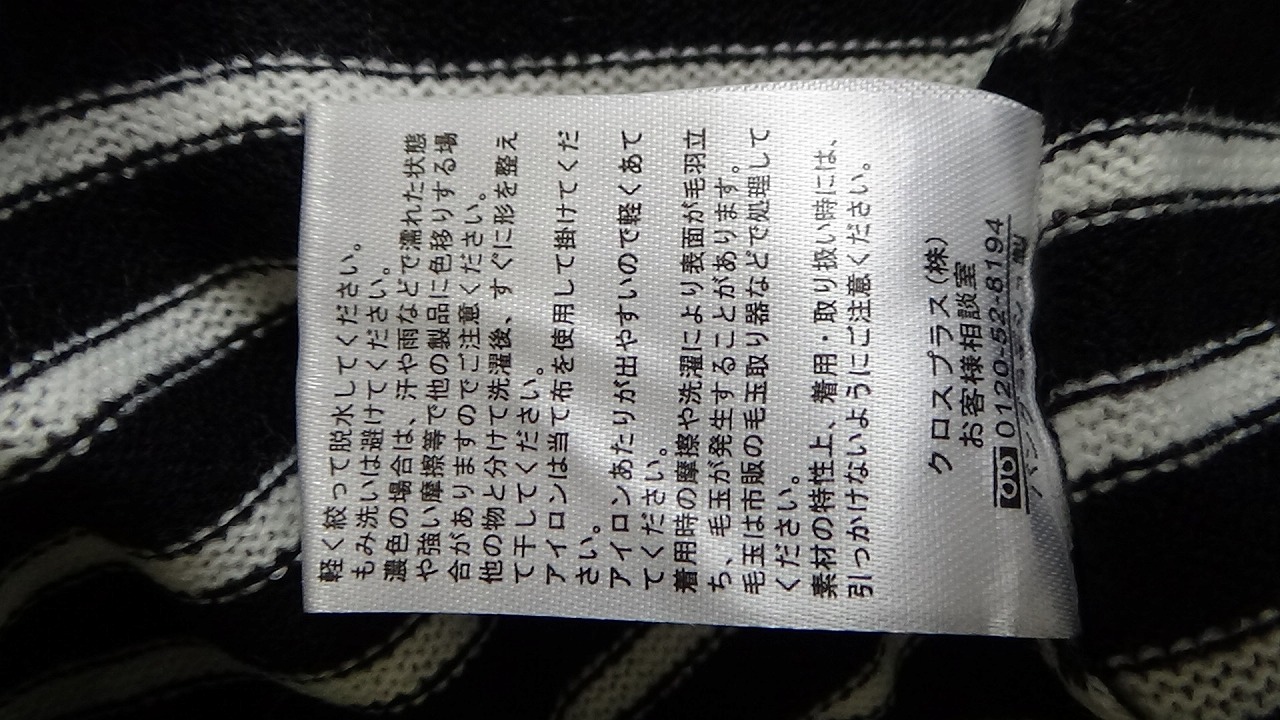 軽く絞って脱水してください。
もみ洗いは避けてください。
濃色の場合は、汗や雨などで濡れた状態
や強い摩擦等で他の製品に色移りする場
合がありますのでご注意ください。
他の物と分けて洗濯後、すぐに形を整え
て干してください。
アイロンは当て布を使用して掛けてくだ
さい。
アイロンあたりが出やすいので軽くあて
てください。
着用時の摩擦や洗濯により表面が毛羽立
ち、毛玉が発生することがあります。
毛玉は市販の毛玉取り器などで処理して
ください。
素材の特性上、着用・取り扱い時には、
引っかけないようにご注意ください。
クロスプラス(株)
お客様相談室
0120-52-8194